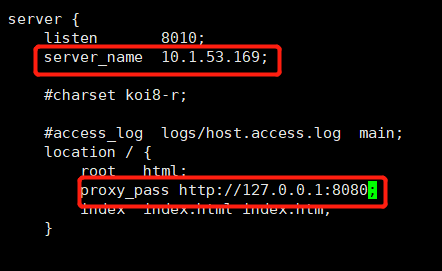 server {
    listen       8010;
    server_name  10.1.53.169;
    #charset koi8-r;
    #access_log  logs/host.access.log  main;
    location / {
        root   html;
        proxy_pass http://127.0.0.1:8080;
        index  index.html index.htm;
    }